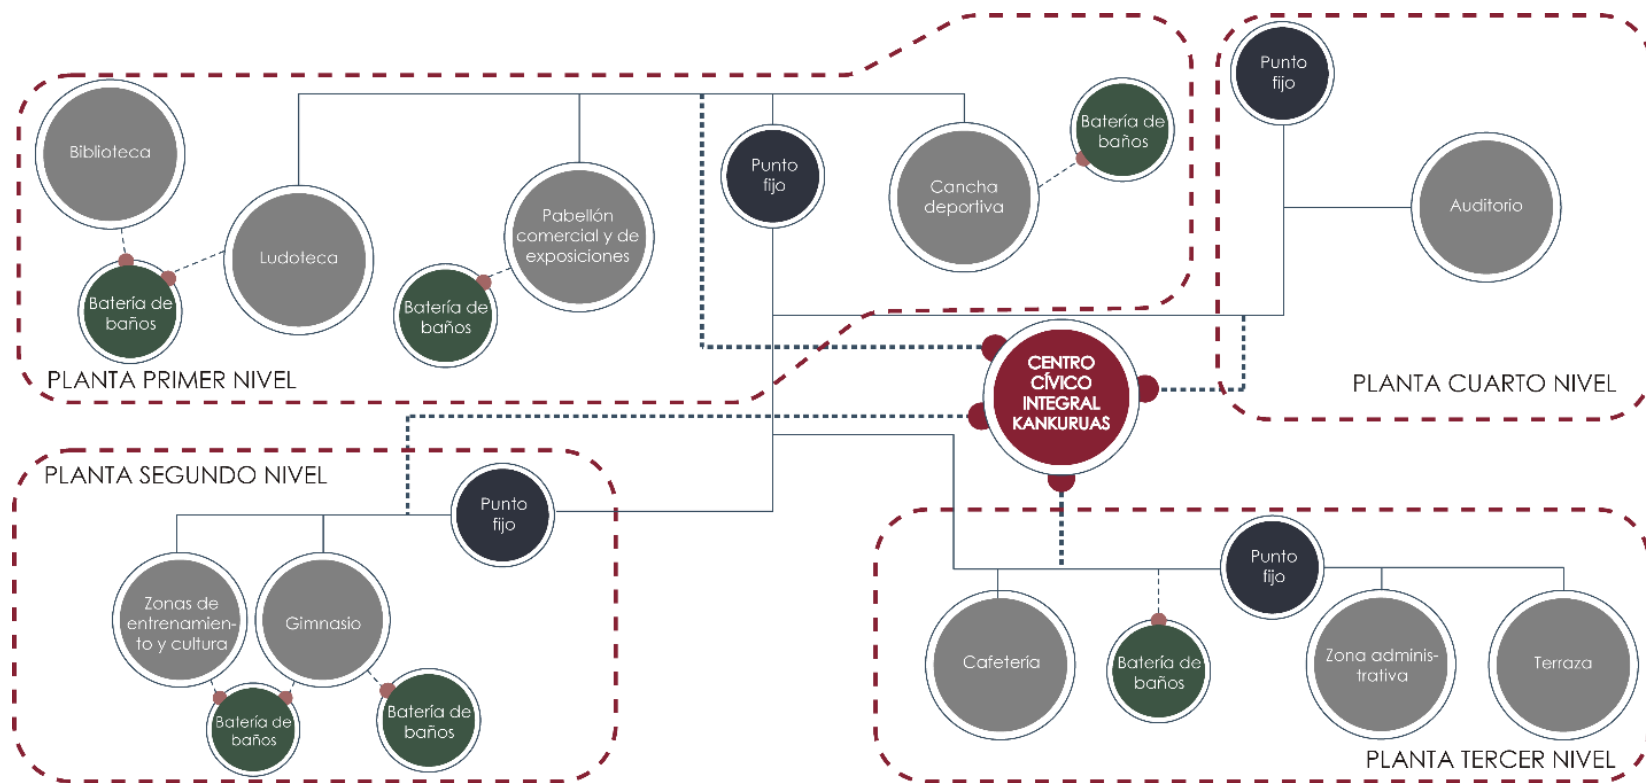 Biblioteca
Ludoteca
Batería de
baños
Pabellón
comercial y de
exposiciones
Batería de
baños
Punto
fijo
Cancha
deportiva
Batería de
baños
PLANTA PRIMER NIVEL
Punto
fijo
Auditorio
PLANTA CUARTO NIVEL
CENTRO
CÍVICO
INTEGRAL
KANKURUAS
PLANTA SEGUNDO NIVEL
Punto
fijo
Zonas de
entrenamien-
to y cultura
Gimnasio
Batería de
baños
Batería de
baños
Punto
fijo
Cafetería
Batería de
baños
Zona adminis-
trativa
Terraza
PLANTA TERCER NIVEL